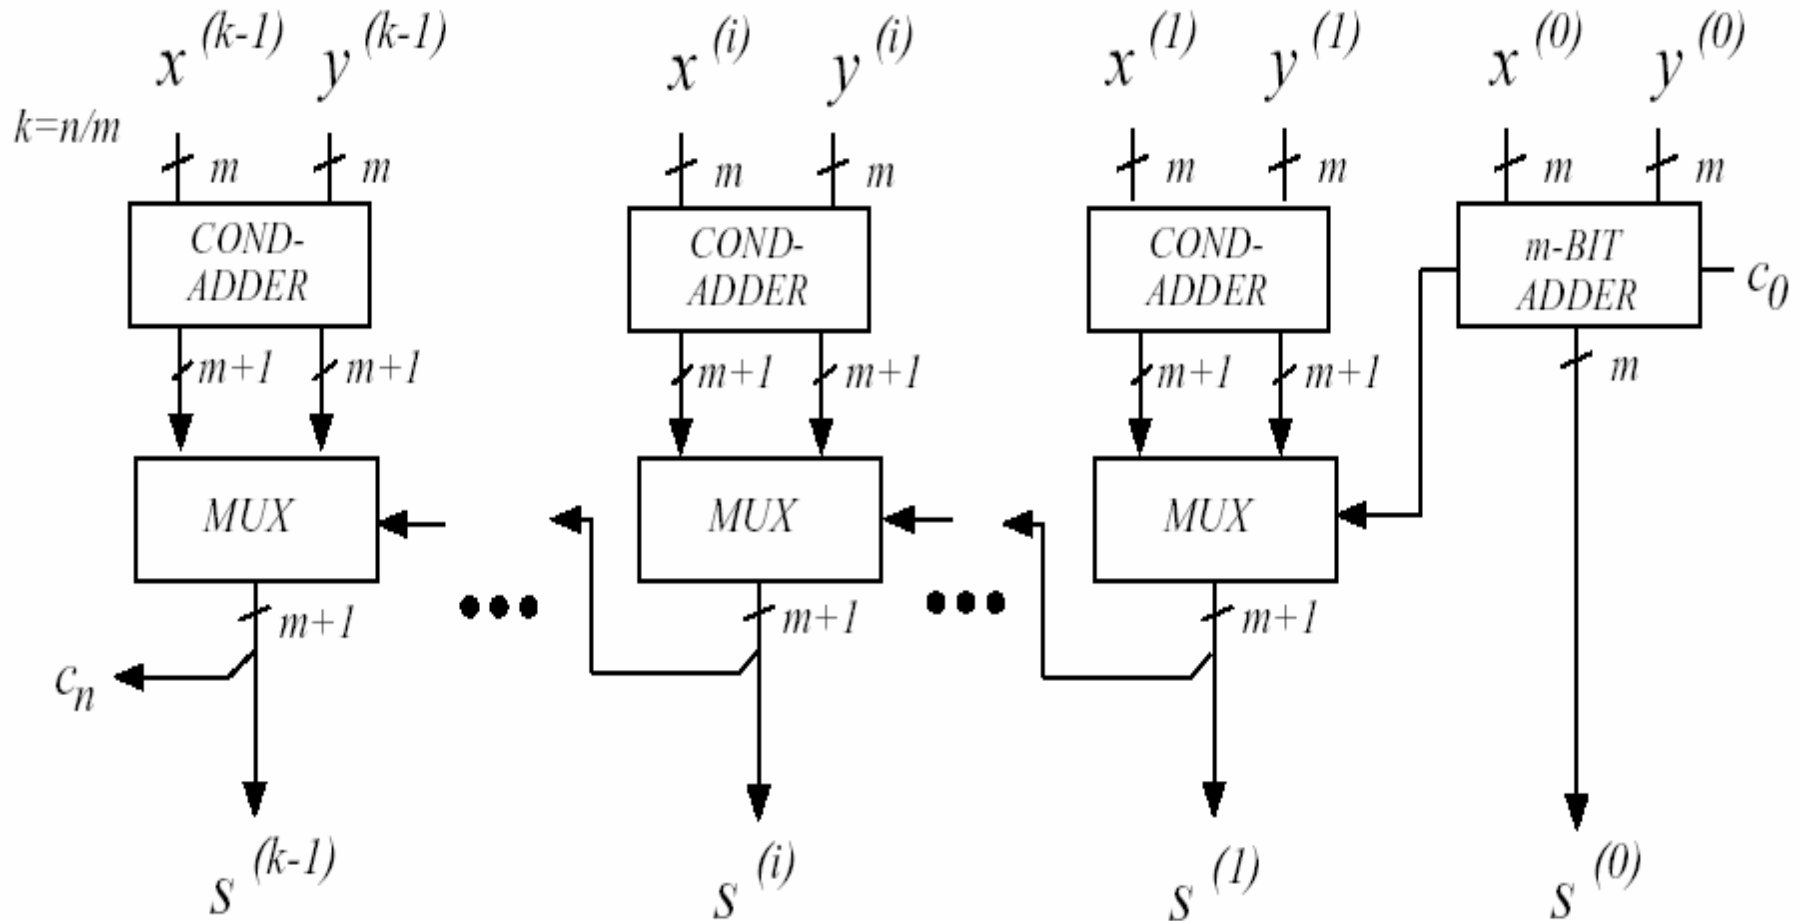 x^(k-1) y^(k-1) x^(i) y^(i) x^(1) y^(1) x^(0) y^(0)
k=n/m
m m m m m m m m
COND-ADDER COND-ADDER COND-ADDER m-BIT ADDER c_0
m+1 m+1 m+1 m+1 m+1 m+1 m
MUX MUX MUX
m+1 ••• m+1 ••• m+1
c_n
s^(k-1) s^(i) s^(1) s^(0)